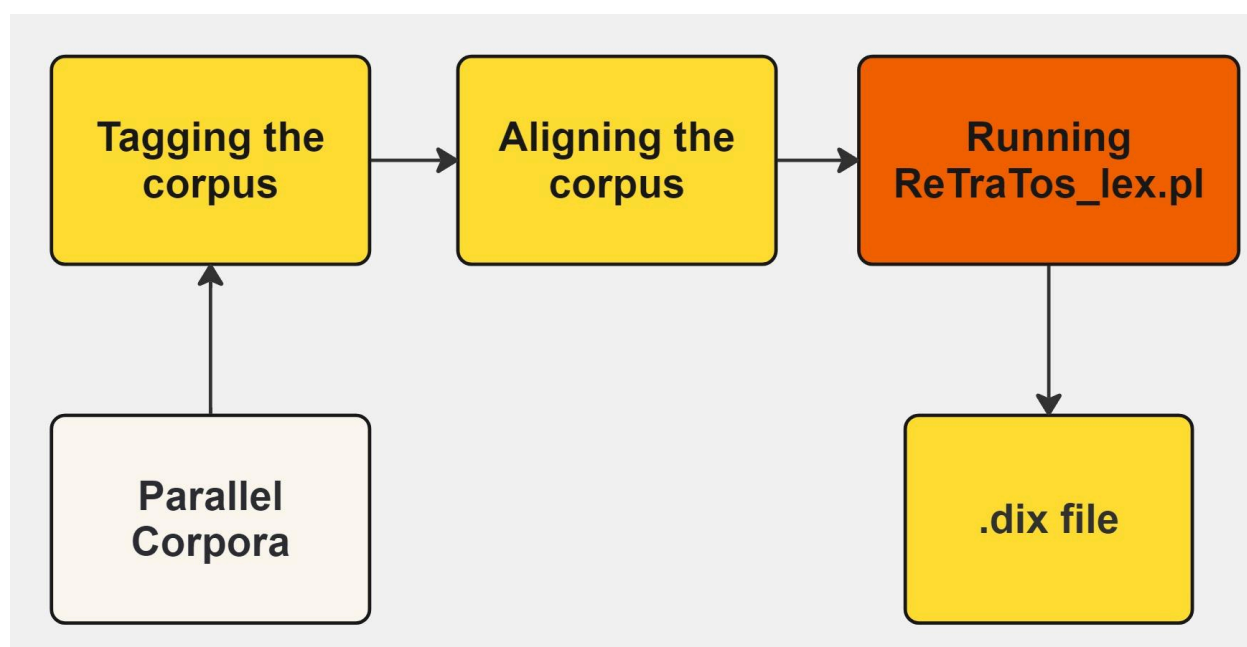 Tagging the
corpus
Aligning the
corpus
Running
ReTraTos_lex.pl
Parallel
Corpora
.dix file